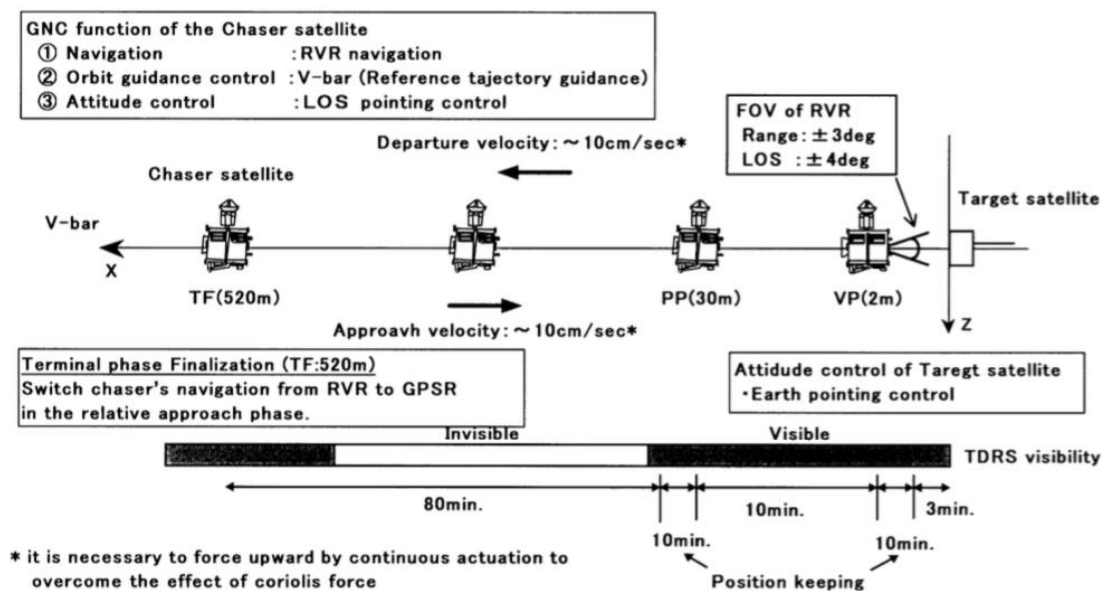 GNC function of the Chaser satellite
① Navigation :RVR navigation
② Orbit guidance control :V-bar (Reference tajectory guidance)
③ Attitude control :LOS pointing control
FOV of RVR
Range:±3deg
LOS :±4deg
Departure velocity:~10cm/sec*
Chaser satellite
Target satellite
V-bar
X
TF(520m)
PP(30m)
VP(2m)
Z
Approavh velocity:~10cm/sec*
Terminal phase Finalization (TF:520m)
Switch chaser's navigation from RVR to GPSR
in the relative approach phase.
Attidude control of Taregt satellite
・Earth pointing control
Invisible
Visible
TDRS visibility
80min.
10min.
3min.
10min.
10min.
Position keeping
* it is necessary to force upward by continuous actuation to
overcome the effect of coriolis force